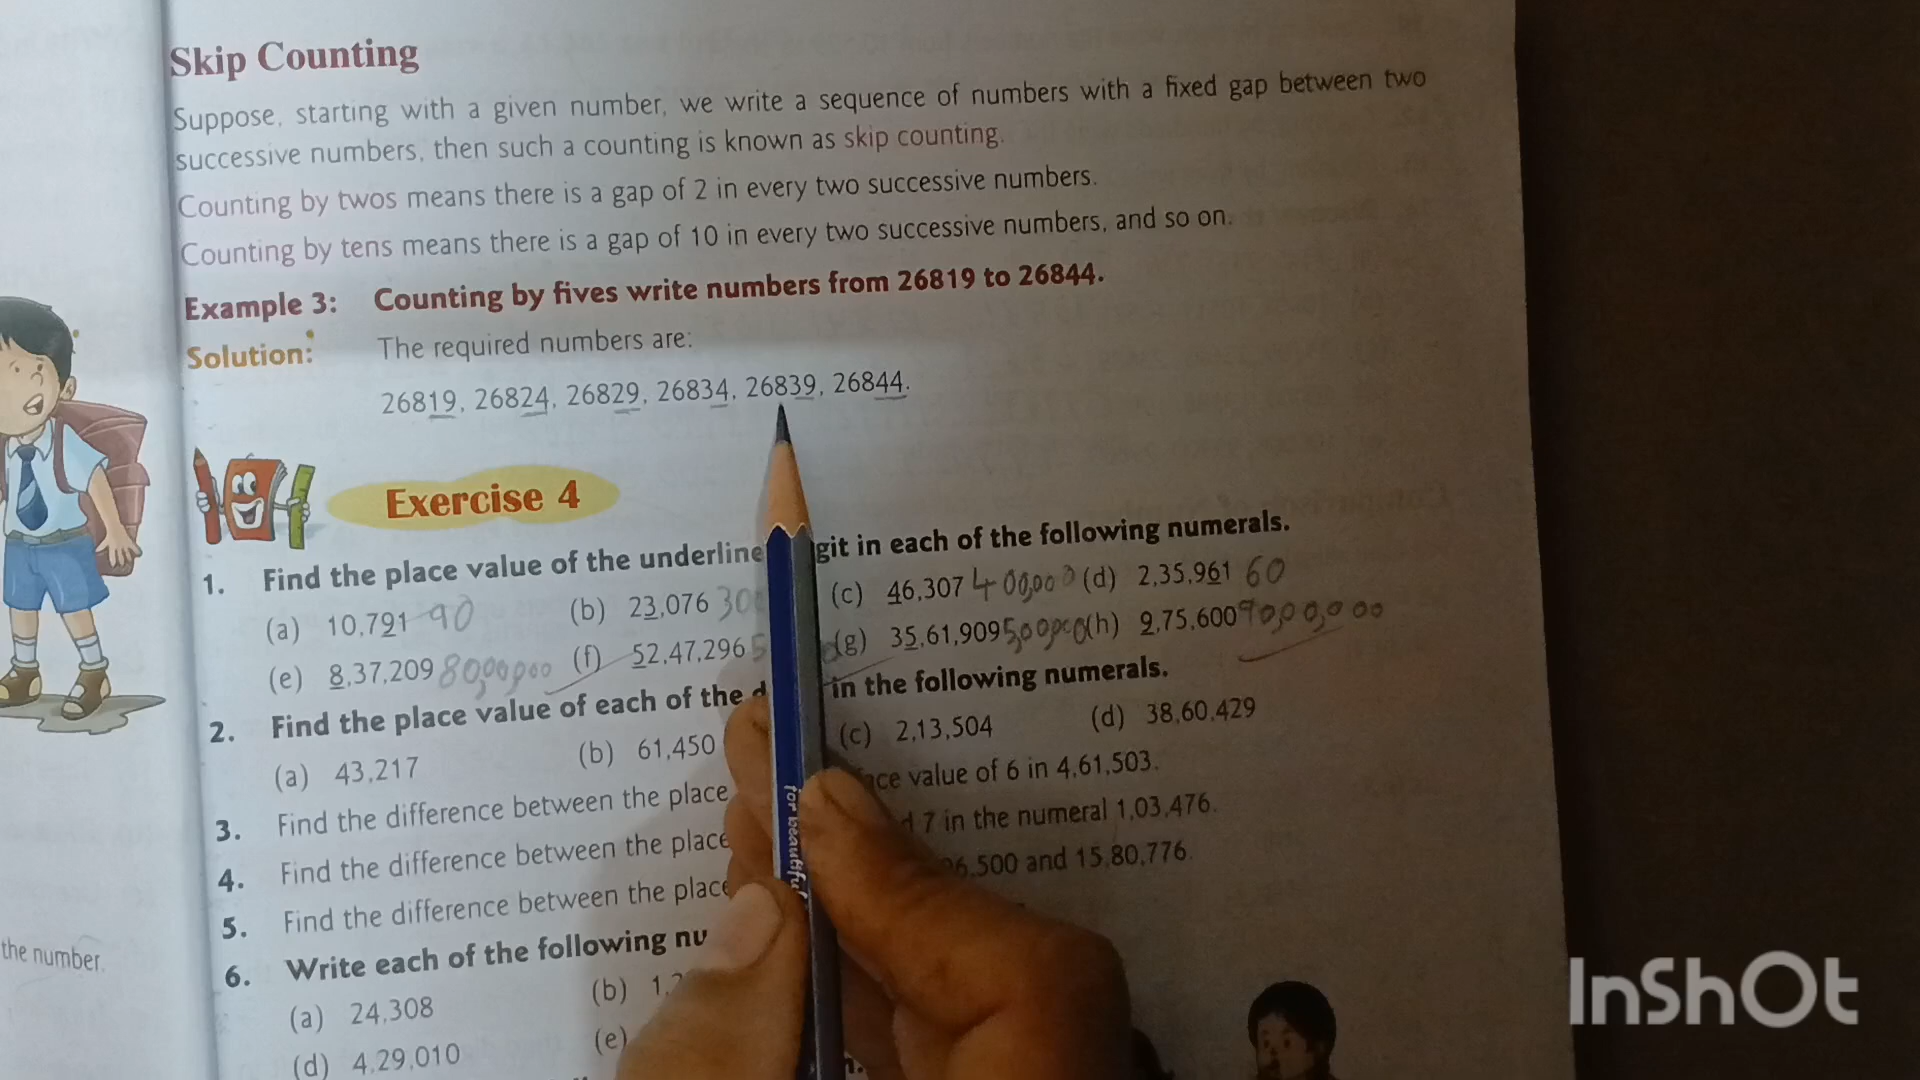 Skip Counting
Suppose, starting with a given number, we write a sequence of numbers with a fixed gap between two
successive numbers, then such a counting is known as skip counting.
Counting by twos means there is a gap of 2 in every two successive numbers.
Counting by tens means there is a gap of 10 in every two successive numbers, and so on.
Example 3: Counting by fives write numbers from 26819 to 26844.
Solution: The required numbers are:
26819, 26824, 26829, 26834, 26839, 26844.
Exercise 4
1. Find the place value of the underline git in each of the following numerals.
(a) 10,791 90 (b) 23,076 (c) 46,307 (d) 2,35,961 60
(e) 8,37,209 (f) 52,47,296 (g) 35,61,909 (h) 9,75,600
2. Find the place value of each of the in the following numerals.
(a) 43,217 (b) 61,450 (c) 2,13,504 (d) 38,60,429
3. Find the difference between the place value of 6 in 4,61,503.
4. Find the difference between the place 7 in the numeral 1,03,476.
5. Find the difference between the place 6,500 and 15,80,776.
6. Write each of the following
(a) 24,308 (b)
(d) 4,29,010 (e)
the number.
for beautiful
InShOt